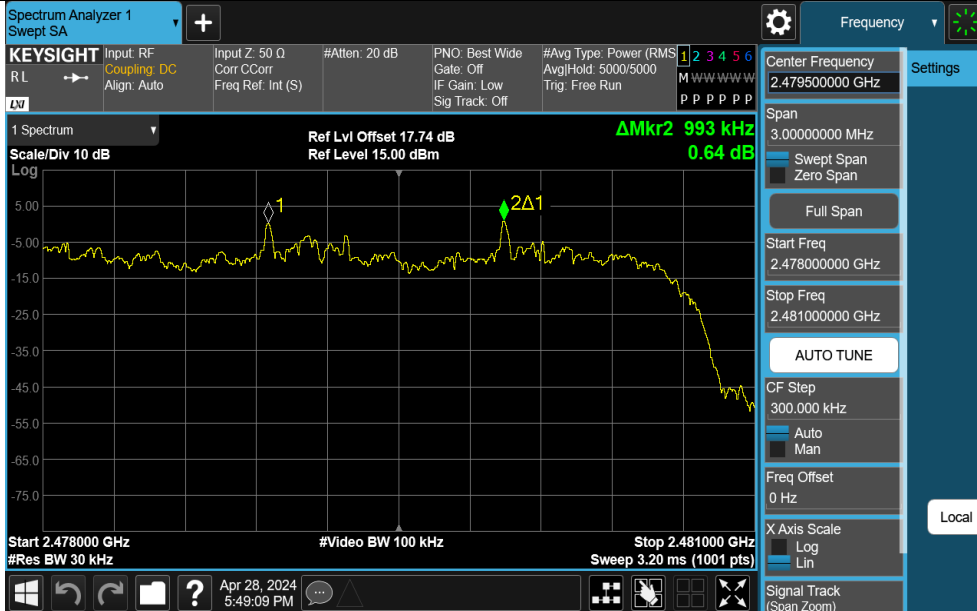 Spectrum Analyzer 1
Swept SA
Frequency
KEYSIGHT
RL
LXI
Input: RF
Coupling: DC
Align: Auto
Input Z: 50 Ω
Corr CCorr
Freq Ref: Int (S)
#Atten: 20 dB
PNO: Best Wide
Gate: Off
IF Gain: Low
Sig Track: Off
#Avg Type: Power (RMS
Avg|Hold: 5000/5000
Trig: Free Run
1 2 3 4 5 6
M W W W W W
P P P P P P
1 Spectrum
Scale/Div 10 dB
Log
Ref Lvl Offset 17.74 dB
Ref Level 15.00 dBm
ΔMkr2 993 kHz
0.64 dB
1
2Δ1
5.00
-5.00
-15.0
-25.0
-35.0
-45.0
-55.0
-65.0
-75.0
Start 2.478000 GHz
#Res BW 30 kHz
#Video BW 100 kHz
Stop 2.481000 GHz
Sweep 3.20 ms (1001 pts)
Apr 28, 2024
5:49:09 PM
Center Frequency
2.479500000 GHz
Span
3.00000000 MHz
Swept Span
Zero Span
Full Span
Start Freq
2.478000000 GHz
Stop Freq
2.481000000 GHz
AUTO TUNE
CF Step
300.000 kHz
Auto
Man
Freq Offset
0 Hz
X Axis Scale
Log
Lin
Signal Track
(Span Zoom)
Settings
Local